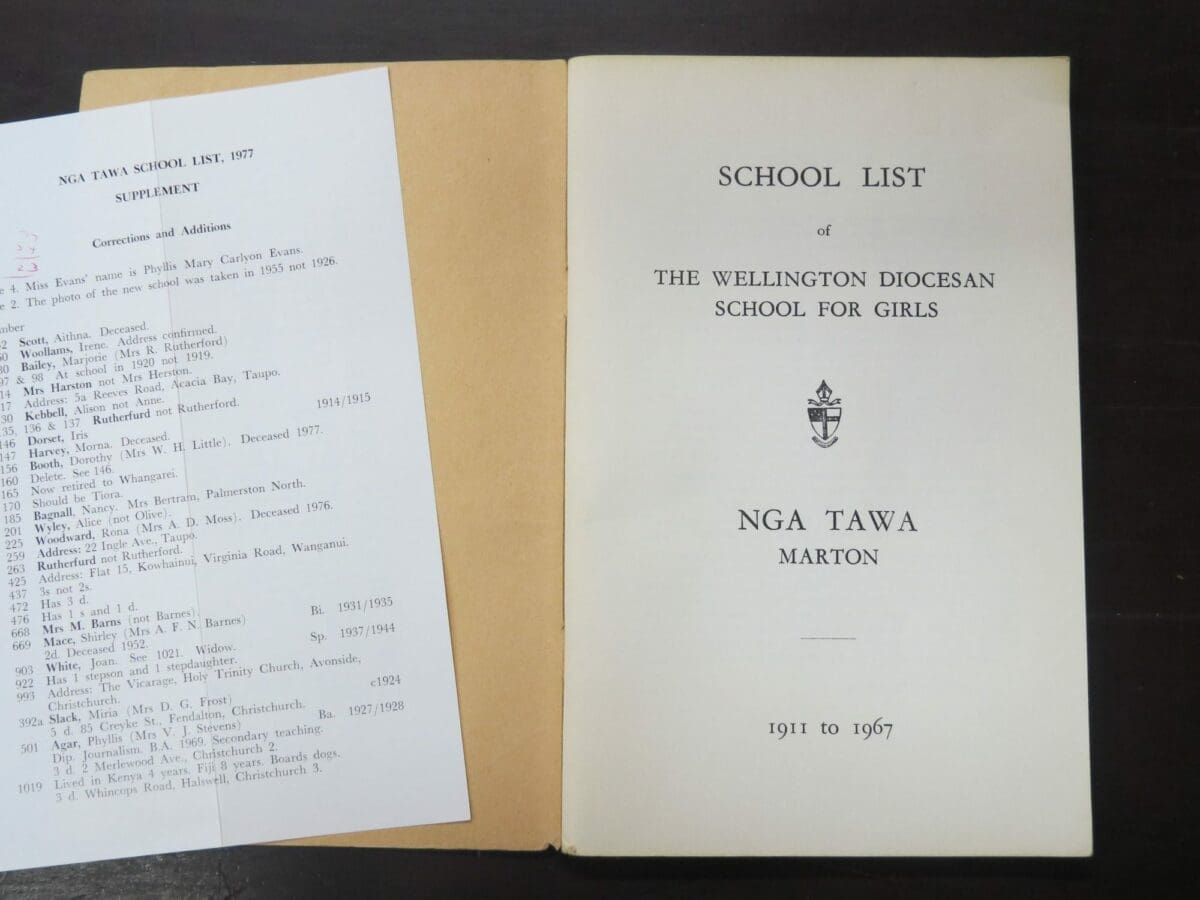 NGA TAWA SCHOOL LIST, 1977
SUPPLEMENT
Corrections and Additions
4. Miss Evans' name is Phyllis Mary Carlyon Evans.
2. The photo of the new school was taken in 1955 not 1926.
Scott, Aithna. Deceased.
Woollams, Irene. Address confirmed.
Bailey, Marjorie (Mrs R. Rutherford)
97 & 98 At school in 1920 not 1919.
Mrs Harston not Mrs Herston.
Address: 5a Reeves Road, Acacia Bay, Taupo.
Kebbell, Alison not Anne.
136 & 137 Rutherfurd not Rutherford.
146 Dorset, Iris 1914/1915
147 Harvey, Morna. Deceased.
156 Booth, Dorothy (Mrs W. H. Little). Deceased 1977.
160 Delete. See 146.
165 Now retired to Whangarei.
170 Should be Tiora.
185 Bagnall, Nancy. Mrs Bertram, Palmerston North.
201 Wyley, Alice (not Olive).
225 Woodward, Rona (Mrs A. D. Moss). Deceased 1976.
259 Address: 22 Ingle Ave., Taupo.
263 Rutherfurd not Rutherford.
425 Address: Flat 15, Kowhainui, Virginia Road, Wanganui.
437 3s not 2s.
472 Has 3 d.
476 Has 1 s and 1 d.
668 Mrs M. Barns (not Barnes).
669 Mace, Shirley (Mrs A. F. N. Barnes) Bi. 1931/1935
2d. Deceased 1952.
903 White, Joan. See 1021. Widow. Sp. 1937/1944
922 Has 1 stepson and 1 stepdaughter.
993 Address: The Vicarage, Holy Trinity Church, Avonside,
Christchurch.
392a Slack, Miria (Mrs D. G. Frost) c1924
5 d. 85 Creyke St., Fendalton, Christchurch.
501 Agar, Phyllis (Mrs V. J. Stevens) Ba. 1927/1928
Dip. Journalism. B.A. 1969. Secondary teaching.
3 d. 2 Merlewood Ave., Christchurch 2.
1019 Lived in Kenya 4 years. Fiji 8 years. Boards dogs.
3 d. Whincops Road, Halswell, Christchurch 3.
SCHOOL LIST
of
THE WELLINGTON DIOCESAN
SCHOOL FOR GIRLS
NGA TAWA
MARTON
1911 to 1967